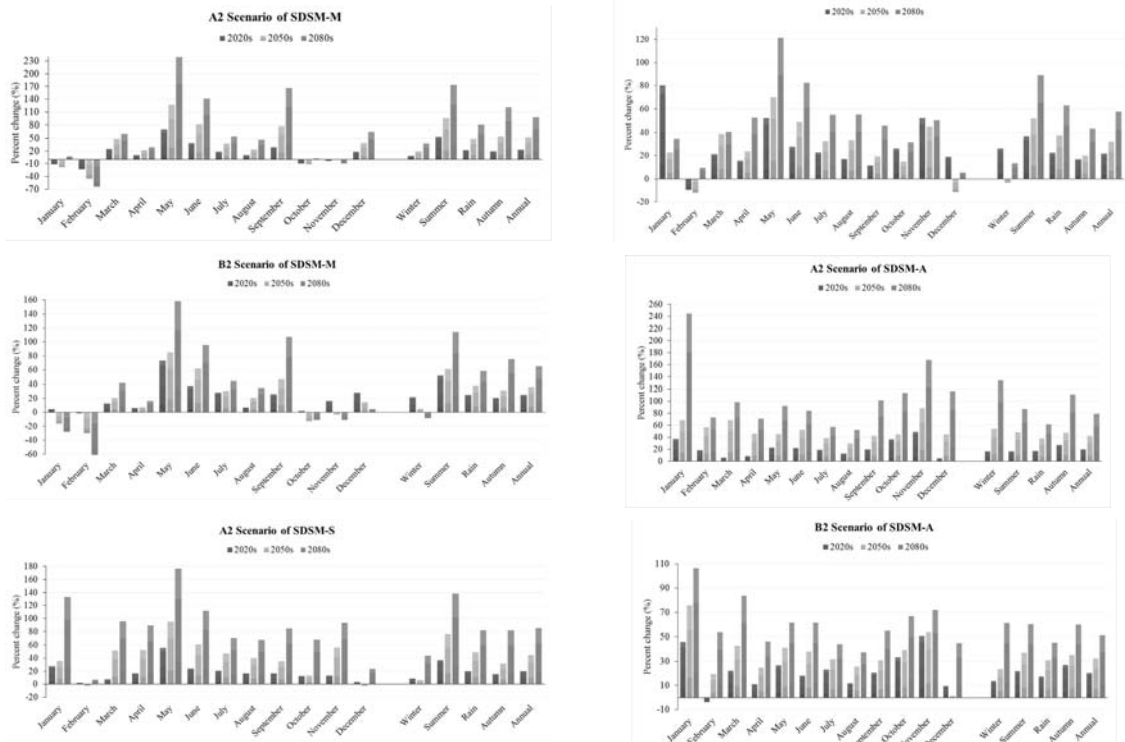 A2 Scenario of SDSM-M
■2020s ■2050s ■2080s
Percent change (%)
230
200
170
140
110
80
50
20
-10
-40
-70
January February March April May June July August September October November December Winter Summer Rain Autumn Annual
B2 Scenario of SDSM-M
■2020s ■2050s ■2080s
Percent change (%)
160
140
120
100
80
60
40
20
0
-20
-40
-60
January February March April May June July August September October November December Winter Summer Rain Autumn Annual
A2 Scenario of SDSM-S
■2020s ■2050s ■2080s
Percent change (%)
180
160
140
120
100
80
60
40
20
0
-20
January February March April May June July August September October November December Winter Summer Rain Autumn Annual
■2020s ■2050s ■2080s
Percent change (%)
120
100
80
60
40
20
0
-20
January February March April May June July August September October November December Winter Summer Rain Autumn Annual
A2 Scenario of SDSM-A
■2020s ■2050s ■2080s
Percent change (%)
260
240
220
200
180
160
140
120
100
80
60
40
20
0
January February March April May June July August September October November December Winter Summer Rain Autumn Annual
B2 Scenario of SDSM-A
■2020s ■2050s ■2080s
Percent change (%)
110
90
70
50
30
10
-10
January February March April May June July August September October November December Winter Summer Rain Autumn Annual